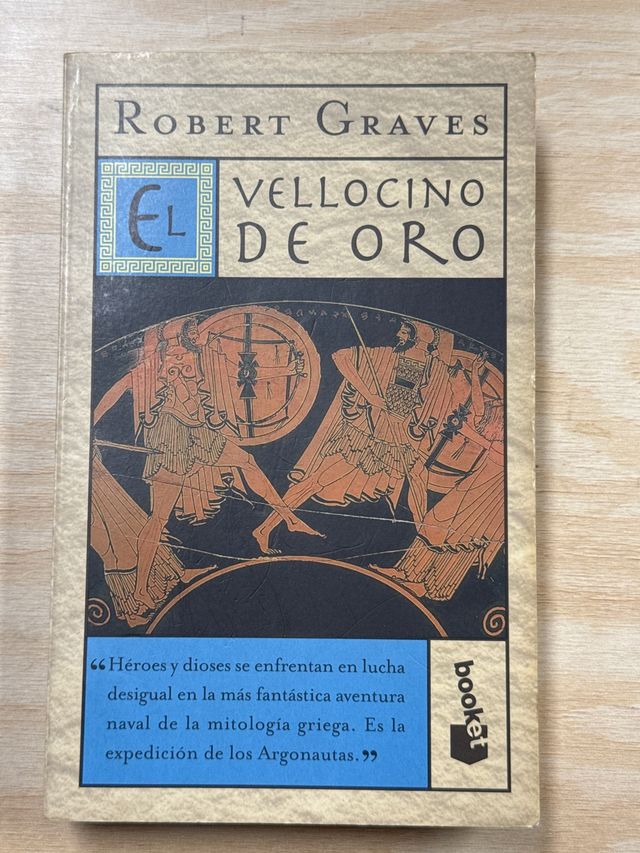 ROBERT GRAVES
EL
VELLOCINO
DE ORO
“Héroes y dioses se enfrentan en lucha
desigual en la más fantástica aventura
naval de la mitología griega. Es la
expedición de los Argonautas.”
booket